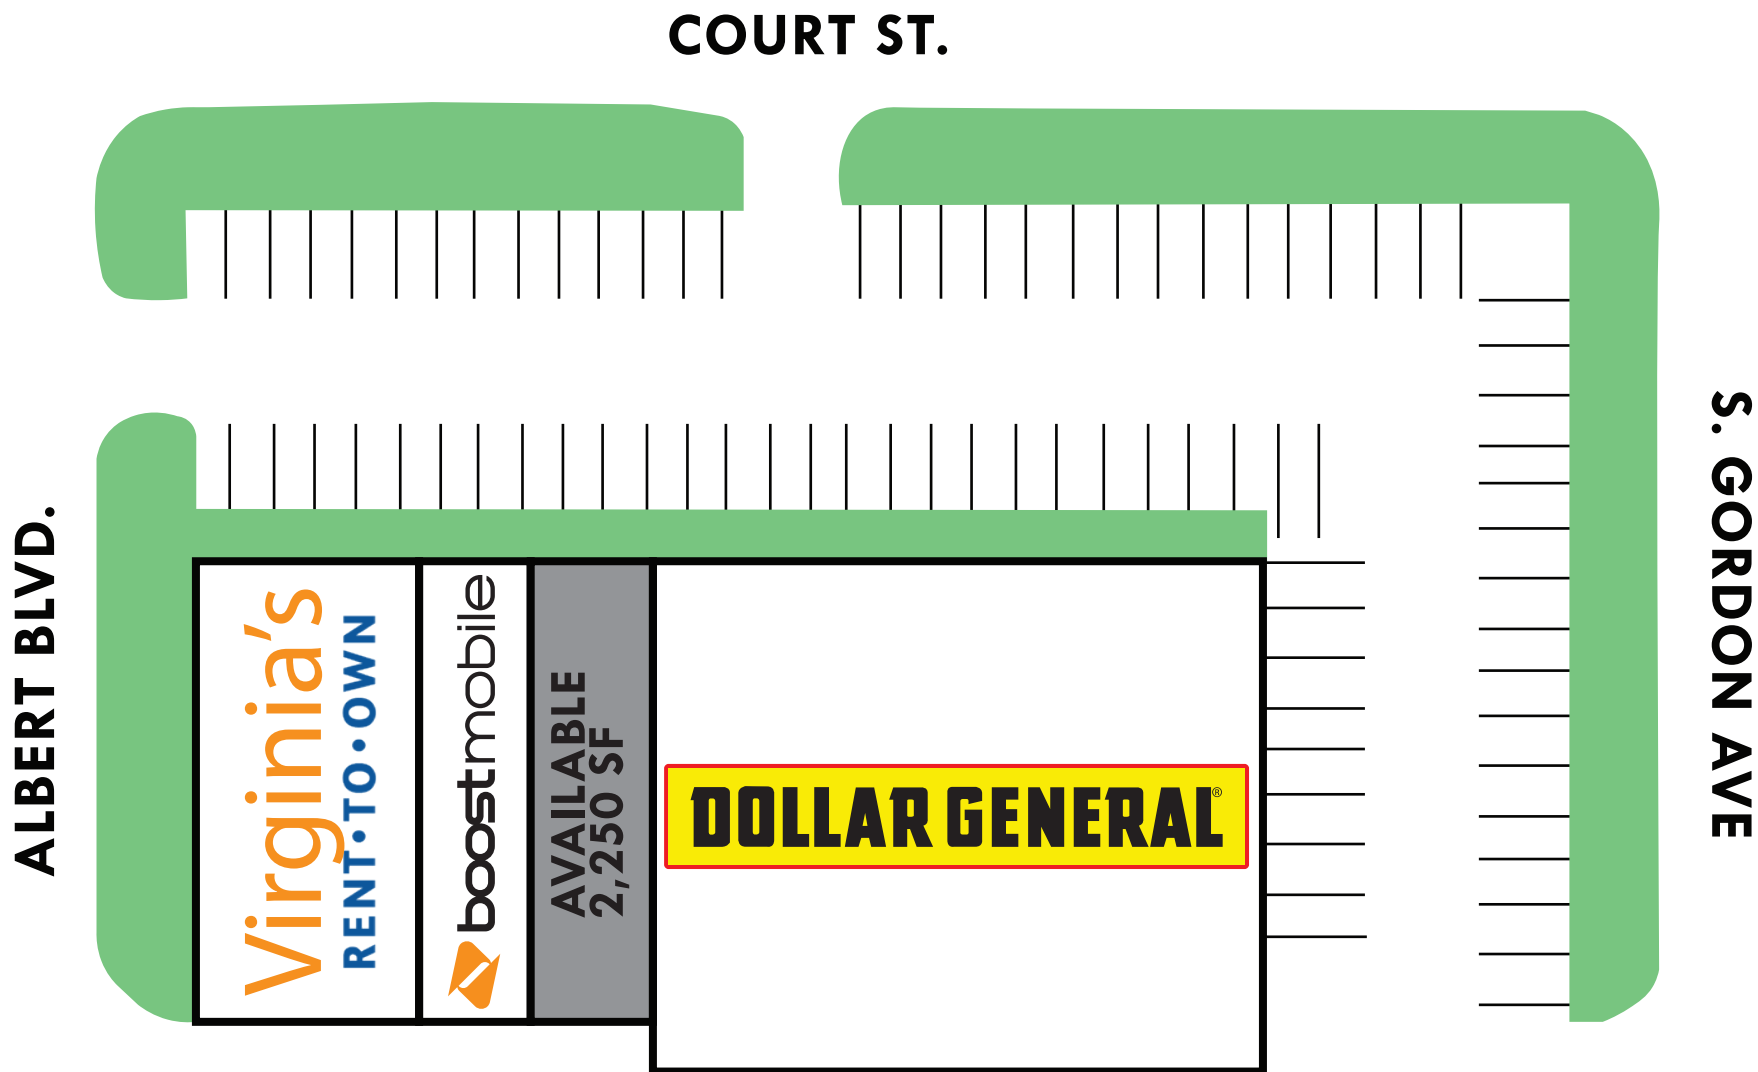 COURT ST.
ALBERT BLVD.
Virginia's
RENT•TO•OWN
boostmobile
AVAILABLE
2,250 SF
DOLLAR GENERAL®
S. GORDON AVE